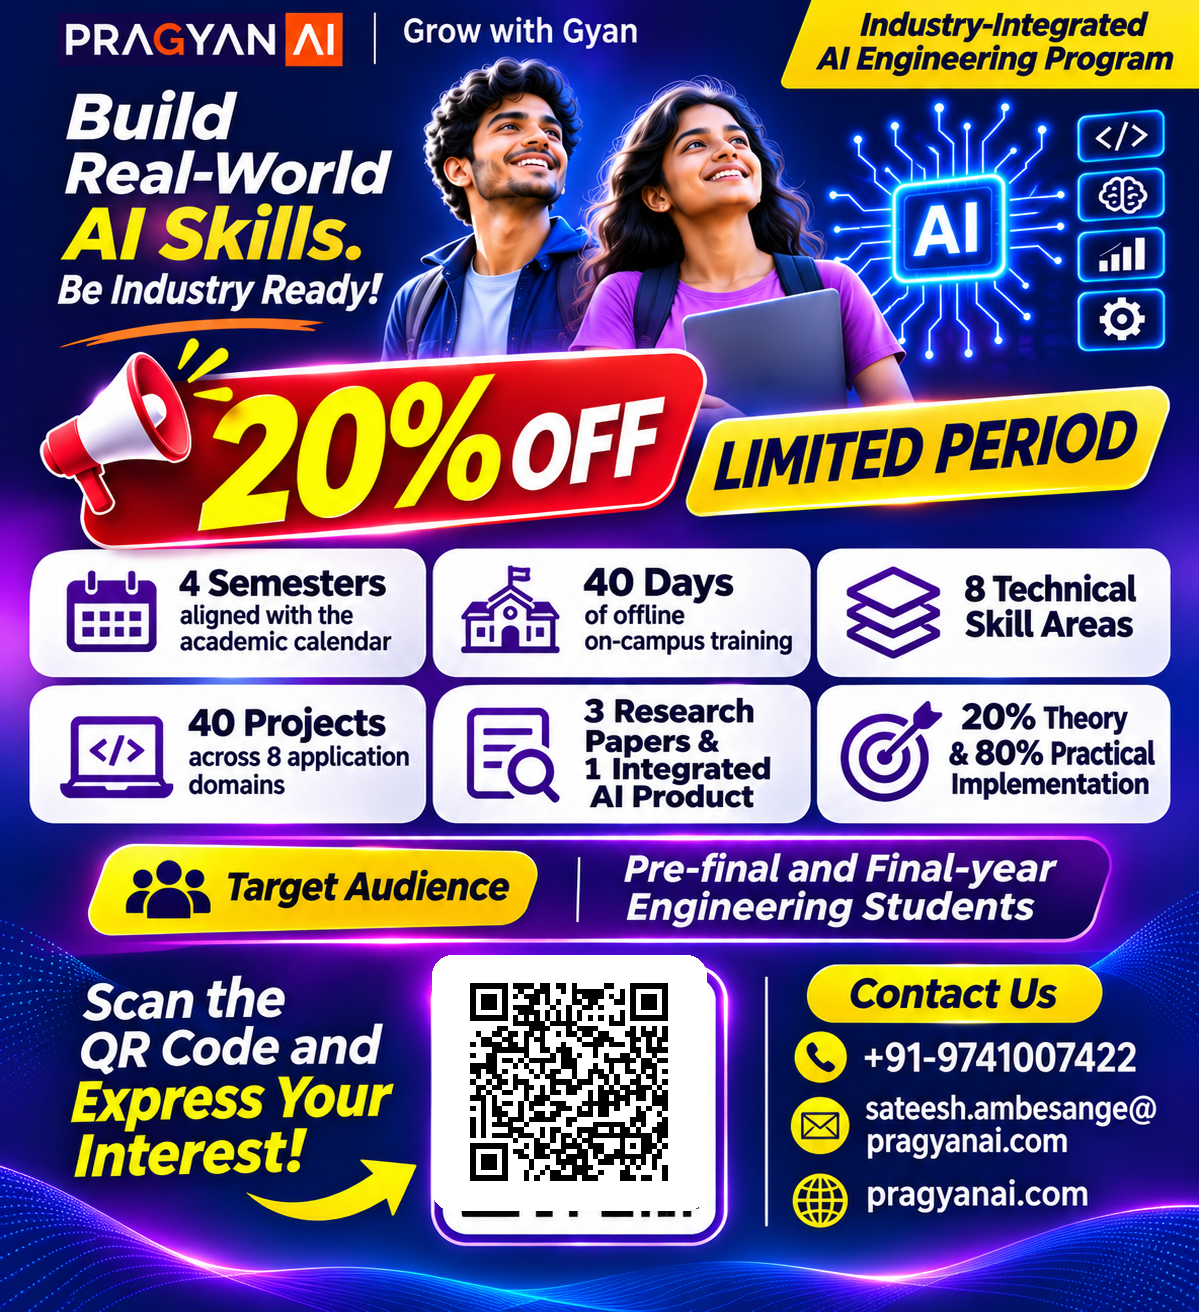 PRAGYAN AI
Grow with Gyan
Industry-Integrated
AI Engineering Program
Build
Real-World
AI Skills.
Be Industry Ready!
AI
</>
20% OFF
LIMITED PERIOD
4 Semesters
aligned with the
academic calendar
40 Days
of offline
on-campus training
8 Technical
Skill Areas
</>
40 Projects
across 8 application
domains
3 Research
Papers &
1 Integrated
AI Product
20% Theory
& 80% Practical
Implementation
Target Audience
Pre-final and Final-year
Engineering Students
Scan the
QR Code and
Express Your
Interest!
Contact Us
+91-9741007422
sateesh.ambesange@
pragyanai.com
pragyanai.com